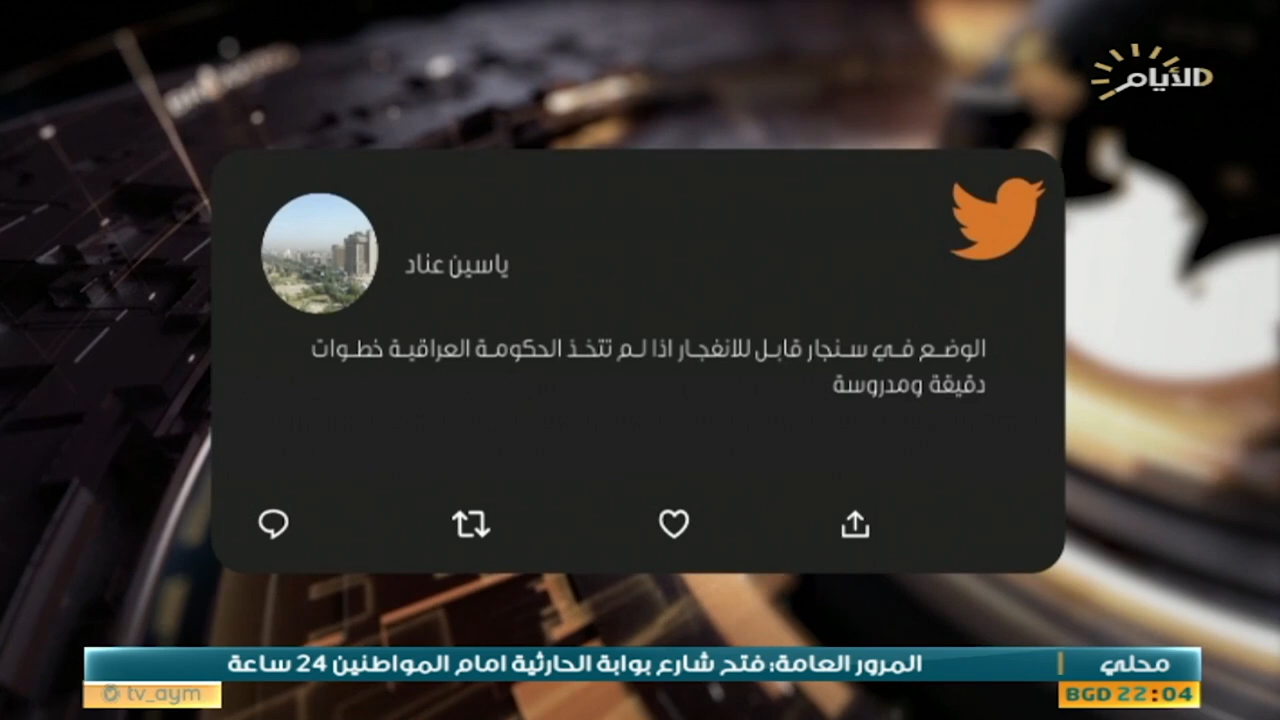 الأيام
ياسين عناد
الوضع في سنجار قابل للانفجار اذا لم تتخذ الحكومة العراقية خطوات
دقيقة ومدروسة
محلي
المرور العامة: فتح شارع بوابة الحارثية امام المواطنين 24 ساعة
BGD 22:04
tv_aym